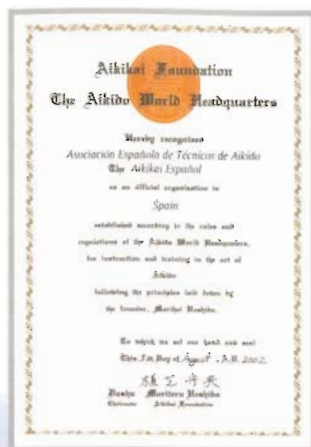 Aikikai Foundation
The Aikido World Headquarters
Hereby recognizes
Asociación Española de Técnicos de Aikido
The Aikikai Español
as an official organization in
Spain
established according to the rules and
regulations of the Aikido World Headquarters,
for instruction and training in the art of
Aikido
following the principles laid down by
the founder, Morihei Ueshiba.
To which we set our hand and seal
This Day of August, A.D. 2002
Doshu Moriteru Ueshiba
Chairman Aikikai Foundation